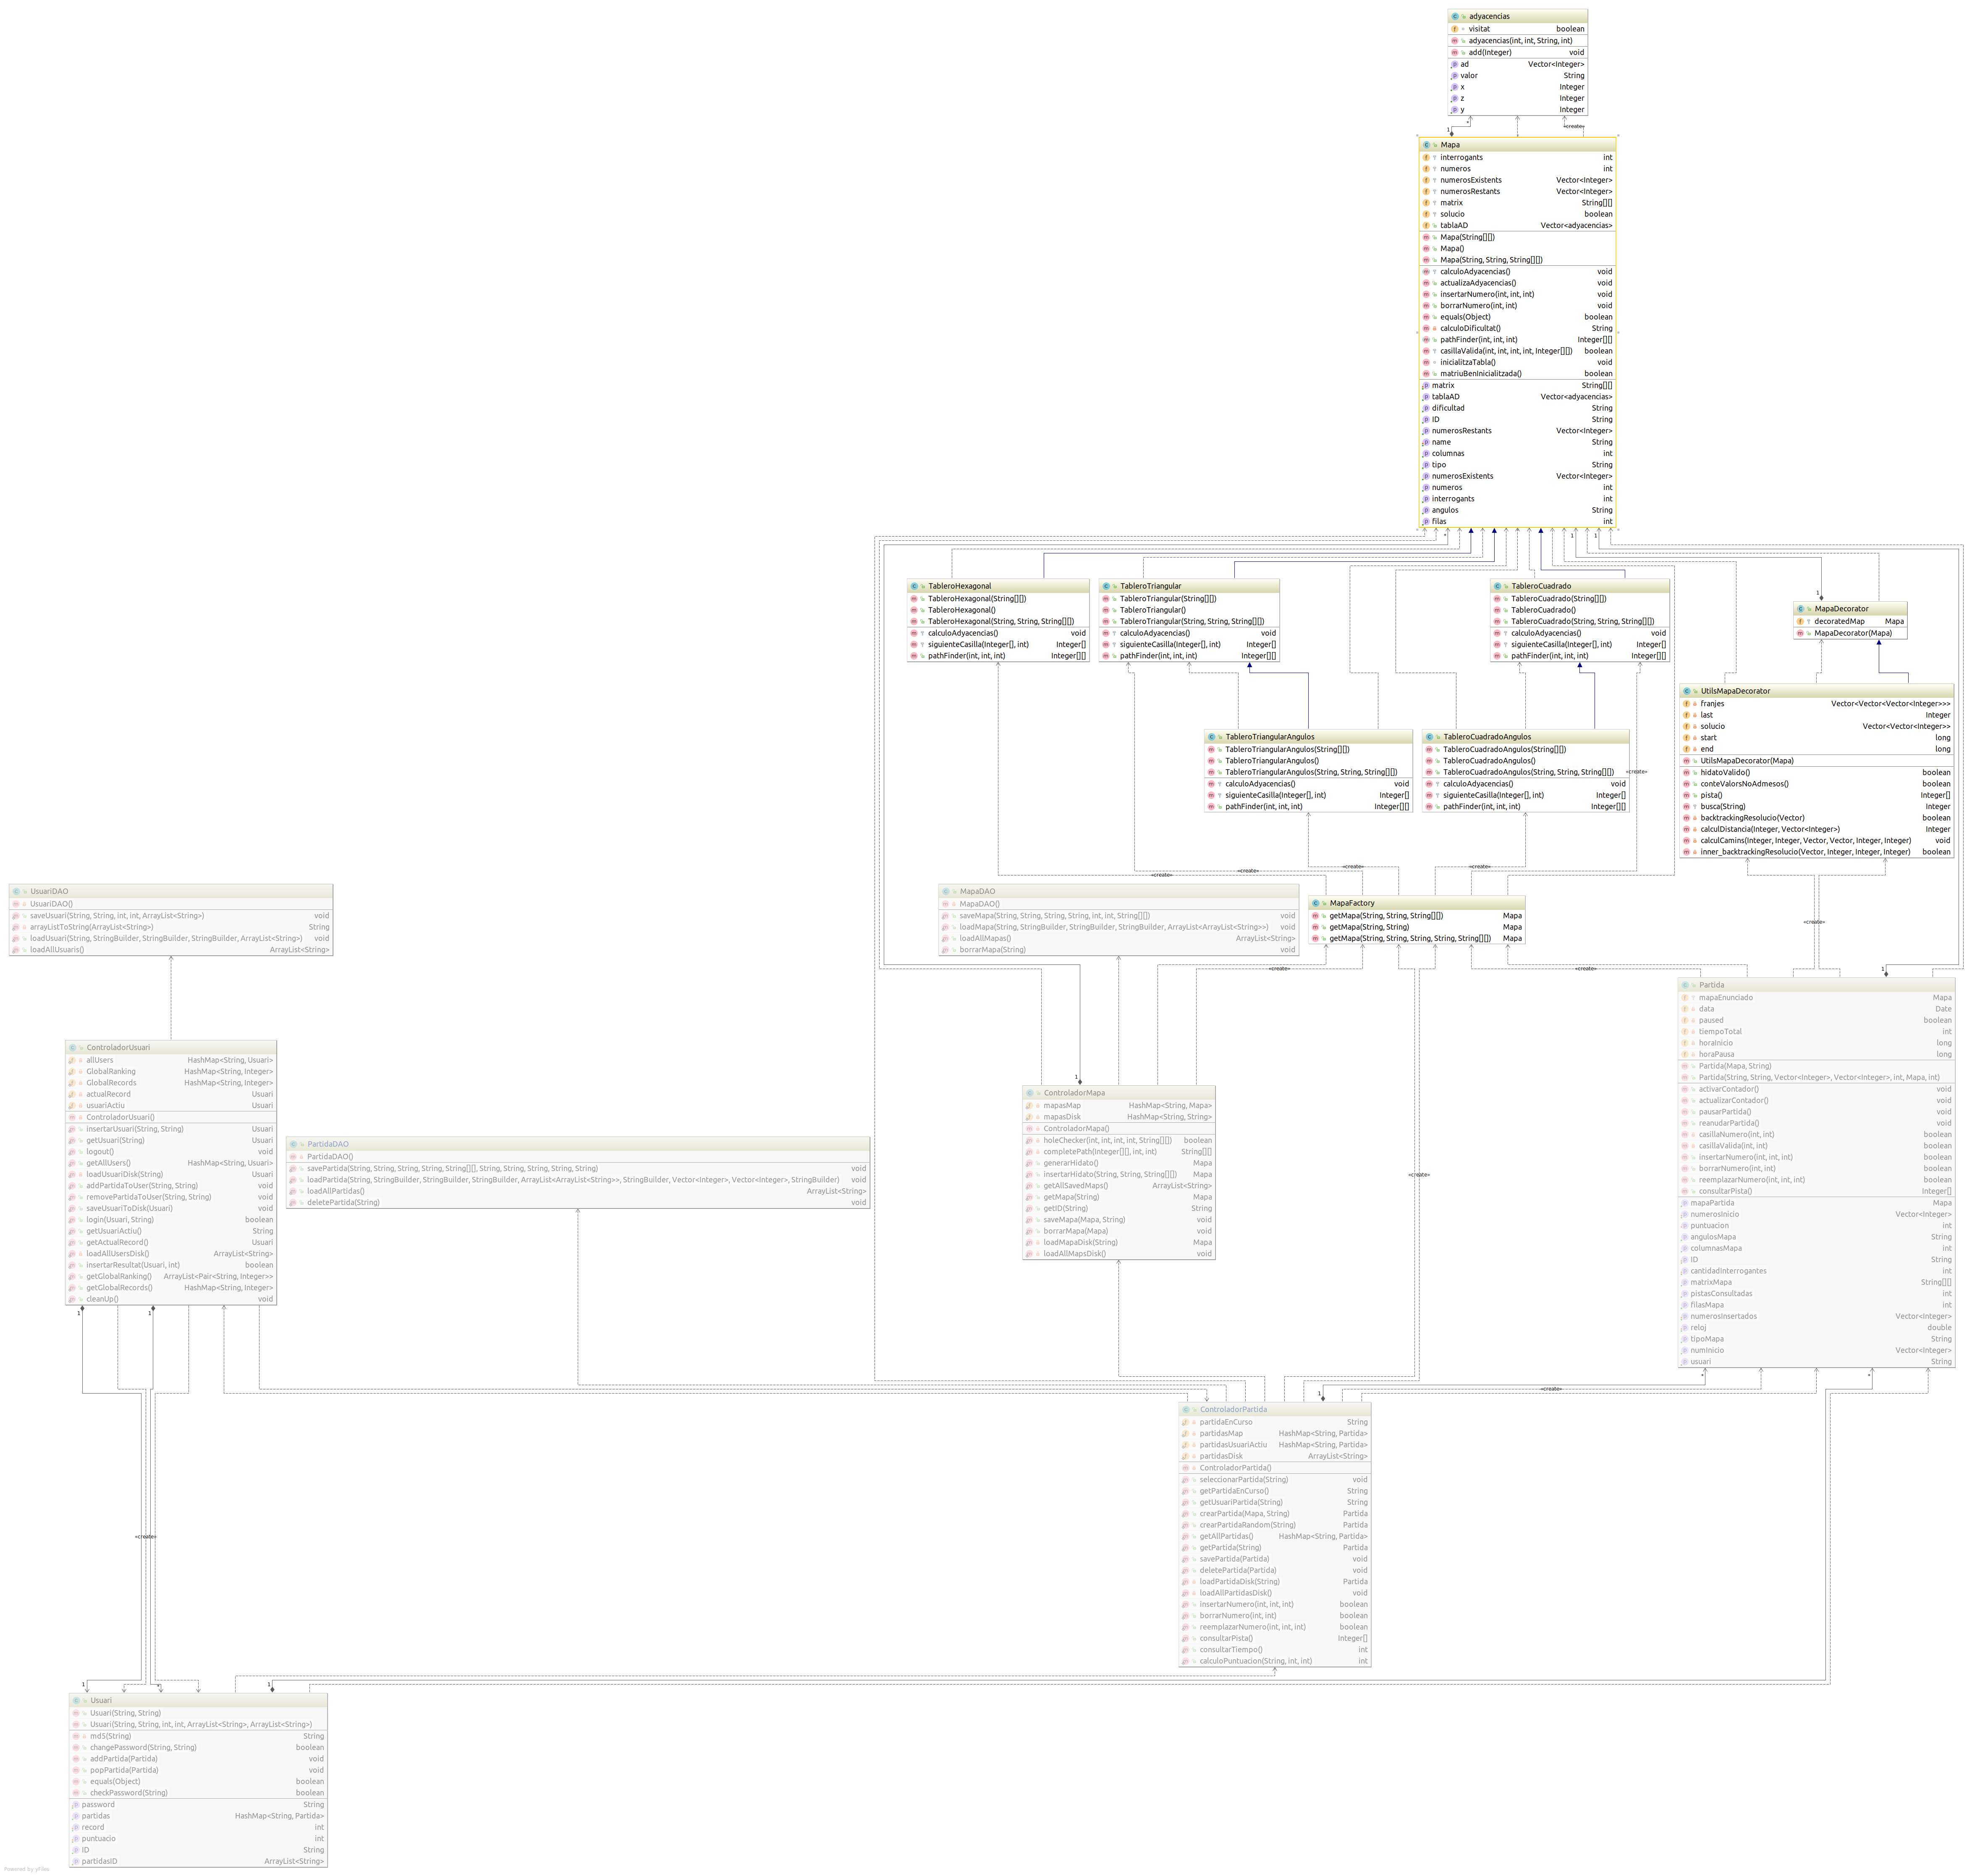 adyacencias
visitat boolean
adyacencias(int, int, String, int)
add(Integer) void
ad Vector<Integer>
valor String
x Integer
z Integer
y Integer
1
*
«create»
Mapa
interrogants int
numeros int
numerosExistents Vector<Integer>
numerosRestants Vector<Integer>
matrix String[][]
solucio boolean
tablaAD Vector<adyacencias>
Mapa(String[][])
Mapa()
Mapa(String, String, String[][])
calculoAdyacencias() void
actualizaAdyacencias() void
insertarNumero(int, int, int) void
borrarNumero(int, int) void
equals(Object) boolean
calculoDificultat() String
pathFinder(int, int, int) Integer[][]
casillaValida(int, int, int, int, Integer[][]) boolean
inicialitzaTabla() void
matriuBenInicialitzada() boolean
matrix String[][]
tablaAD Vector<adyacencias>
dificultad String
ID String
numerosRestants Vector<Integer>
name String
columnas int
tipo String
numerosExistents Vector<Integer>
numeros int
interrogants int
angulos String
filas int
*
1
1
TableroHexagonal
TableroHexagonal(String[][])
TableroHexagonal()
TableroHexagonal(String, String, String[][])
calculoAdyacencias() void
siguienteCasilla(Integer[], int) Integer[]
pathFinder(int, int, int) Integer[][]
TableroTriangular
TableroTriangular(String[][])
TableroTriangular()
TableroTriangular(String, String, String[][])
calculoAdyacencias() void
siguienteCasilla(Integer[], int) Integer[]
pathFinder(int, int, int) Integer[][]
TableroCuadrado
TableroCuadrado(String[][])
TableroCuadrado()
TableroCuadrado(String, String, String[][])
calculoAdyacencias() void
siguienteCasilla(Integer[], int) Integer[]
pathFinder(int, int, int) Integer[][]
1
MapaDecorator
decoratedMap Mapa
MapaDecorator(Mapa)
UtilsMapaDecorator
franjes Vector<Vector<Vector<Integer>>>
last Integer
solucio Vector<Vector<Integer>>
start long
end long
UtilsMapaDecorator(Mapa)
hidatoValido() boolean
conteValorsNoAdmesos() boolean
pista() Integer[]
busca(String) Integer
backtrackingResolucio(Vector) boolean
calculDistancia(Integer, Vector<Integer>) Integer
calculCamins(Integer, Integer, Vector, Vector, Integer, Integer) void
inner_backtrackingResolucio(Vector, Integer, Integer, Integer) boolean
TableroTriangularAngulos
TableroTriangularAngulos(String[][])
TableroTriangularAngulos()
TableroTriangularAngulos(String, String, String[][])
calculoAdyacencias() void
siguienteCasilla(Integer[], int) Integer[]
pathFinder(int, int, int) Integer[][]
TableroCuadradoAngulos
TableroCuadradoAngulos(String[][])
TableroCuadradoAngulos()
TableroCuadradoAngulos(String, String, String[][])
calculoAdyacencias() void
siguienteCasilla(Integer[], int) Integer[]
pathFinder(int, int, int) Integer[][]
«create»
«create»
«create»
«create»
«create»
MapaFactory
getMapa(String, String, String[][]) Mapa
getMapa(String, String) Mapa
getMapa(String, String, String, String, String[][]) Mapa
UsuariDAO
UsuariDAO()
saveUsuari(String, String, int, int, ArrayList<String>) void
arrayListToString(ArrayList<String>) String
loadUsuari(String, StringBuilder, StringBuilder, StringBuilder, ArrayList<String>) void
loadAllUsuaris() ArrayList<String>
MapaDAO
MapaDAO()
saveMapa(String, String, String, String, int, int, String[][]) void
loadMapa(String, StringBuilder, StringBuilder, StringBuilder, ArrayList<ArrayList<String>>) void
loadAllMapas() ArrayList<String>
borrarMapa(String) void
«create»
«create»
«create»
1
Partida
mapaEnunciado Mapa
data Date
paused boolean
tiempoTotal int
horaInicio long
horaPausa long
Partida(Mapa, String)
Partida(String, String, Vector<Integer>, Vector<Integer>, int, Mapa, int)
activarContador() void
actualizarContador() void
pausarPartida() void
reanudarPartida() void
casillaNumero(int, int) boolean
casillaValida(int, int) boolean
insertarNumero(int, int, int) boolean
borrarNumero(int, int) boolean
reemplazarNumero(int, int, int) boolean
consultarPista() Integer[]
mapaPartida Mapa
numerosInicio Vector<Integer>
puntuacion int
angulosMapa String
columnasMapa int
ID String
cantidadInterrogantes int
matrixMapa String[][]
pistasConsultadas int
filasMapa int
numerosInsertados Vector<Integer>
reloj double
tipoMapa String
numInicio Vector<Integer>
usuari String
ControladorUsuari
allUsers HashMap<String, Usuari>
GlobalRanking HashMap<String, Integer>
GlobalRecords HashMap<String, Integer>
actualRecord Usuari
usuariActiu Usuari
ControladorUsuari()
insertarUsuari(String, String) Usuari
getUsuari(String) Usuari
logout() void
getAllUsers() HashMap<String, Usuari>
loadUsuariDisk(String) Usuari
addPartidaToUser(String, String) void
removePartidaToUser(String, String) void
saveUsuariToDisk(Usuari) void
login(Usuari, String) boolean
getUsuariActiu() String
getActualRecord() Usuari
loadAllUsersDisk() ArrayList<String>
insertarResultat(Usuari, int) boolean
getGlobalRanking() ArrayList<Pair<String, Integer>>
getGlobalRecords() HashMap<String, Integer>
cleanUp() void
1
1
PartidaDAO
PartidaDAO()
savePartida(String, String, String, String, String[][], String, String, String, String, String) void
loadPartida(String, StringBuilder, StringBuilder, StringBuilder, ArrayList<ArrayList<String>>, StringBuilder, Vector<Integer>, Vector<Integer>, StringBuilder) void
loadAllPartidas() ArrayList<String>
deletePartida(String) void
1
ControladorMapa
mapasMap HashMap<String, Mapa>
mapasDisk HashMap<String, String>
ControladorMapa()
holeChecker(int, int, int, int, String[][]) boolean
completePath(Integer[][], int, int) String[][]
generarHidato() Mapa
insertarHidato(String, String, String[][]) Mapa
getAllSavedMaps() ArrayList<String>
getMapa(String) Mapa
getID(String) String
saveMapa(Mapa, String) void
borrarMapa(Mapa) void
loadMapaDisk(String) Mapa
loadAllMapsDisk() void
«create»
*
*
1
«create»
ControladorPartida
partidaEnCurso String
partidasMap HashMap<String, Partida>
partidasUsuariActiu HashMap<String, Partida>
partidasDisk ArrayList<String>
ControladorPartida()
seleccionarPartida(String) void
getPartidaEnCurso() String
getUsuariPartida(String) String
crearPartida(Mapa, String) Partida
crearPartidaRandom(String) Partida
getAllPartidas() HashMap<String, Partida>
getPartida(String) Partida
savePartida(Partida) void
deletePartida(Partida) void
loadPartidaDisk(String) Partida
loadAllPartidasDisk() void
insertarNumero(int, int, int) boolean
borrarNumero(int, int) boolean
reemplazarNumero(int, int, int) boolean
consultarPista() Integer[]
consultarTiempo() int
calculoPuntuacion(String, int, int) int
«create»
1
*
1
Usuari
Usuari(String, String)
Usuari(String, String, int, int, ArrayList<String>, ArrayList<String>)
md5(String) String
changePassword(String, String) boolean
addPartida(Partida) void
popPartida(Partida) void
equals(Object) boolean
checkPassword(String) boolean
password String
partidas HashMap<String, Partida>
record int
puntuacio int
ID String
partidasID ArrayList<String>
Powered by yFiles